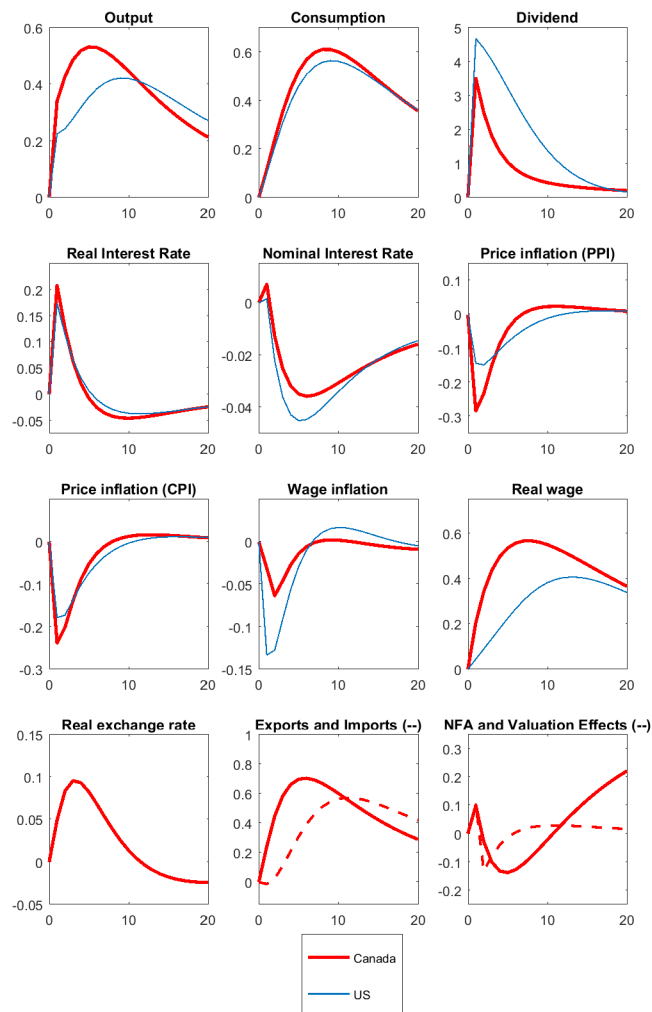 Output Consumption Dividend
0.6 0.6 5
0.4 0.4 4
3
0.2 0.2 2
1
0 0 0
0 10 20 0 10 20 0 10 20
Real Interest Rate Nominal Interest Rate Price inflation (PPI)
0.2 0 0.1
0.15 0
0.1 -0.02 -0.1
0.05
0 -0.2
-0.05 -0.04 -0.3
0 10 20 0 10 20 0 10 20
Price inflation (CPI) Wage inflation Real wage
0 0 0.6
-0.1 -0.05 0.4
-0.2 -0.1 0.2
-0.3 -0.15 0
0 10 20 0 10 20 0 10 20
Real exchange rate Exports and Imports (--) NFA and Valuation Effects (--)
0.15 1 0.3
0.1 0.8 0.2
0.6 0.1
0.05 0.4 0
0 0.2 -0.1
-0.05 0 -0.2
0 10 20 0 10 20 0 10 20
Canada
US